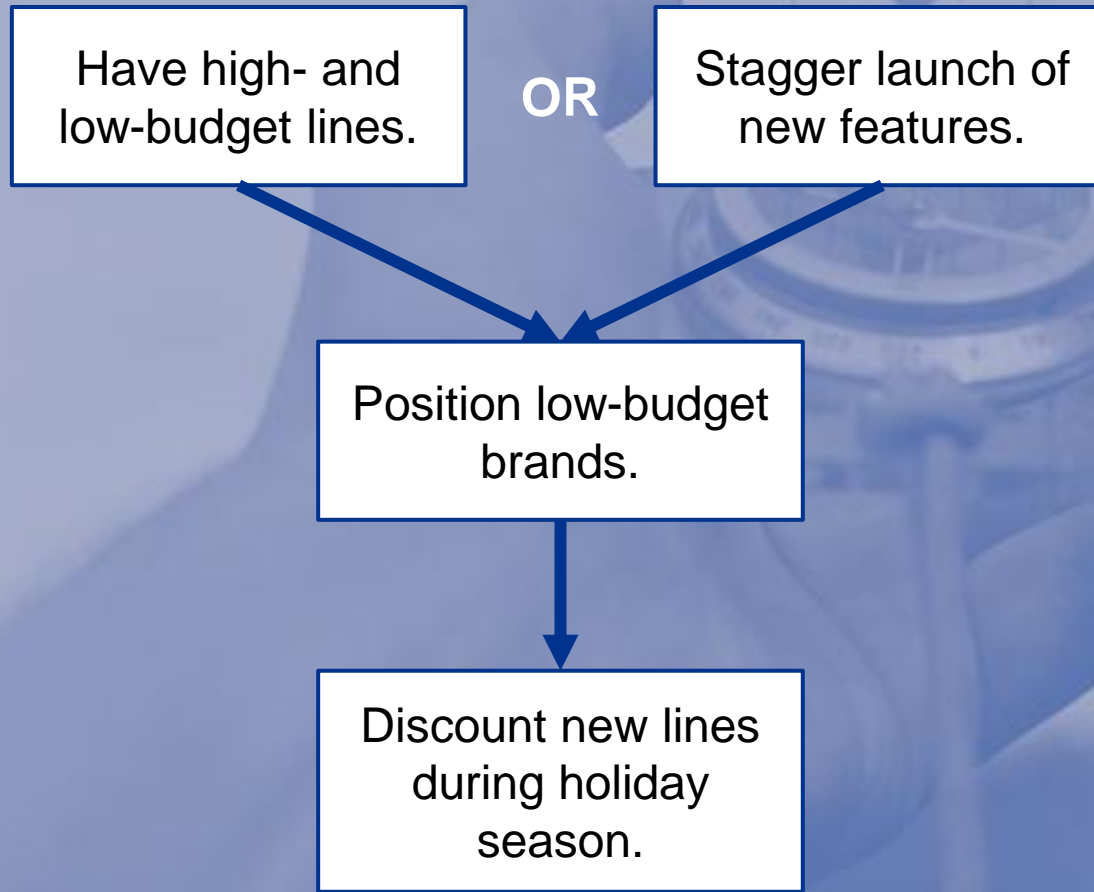 Have high- and
low-budget lines.
OR
Stagger launch of
new features.
Position low-budget
brands.
Discount new lines
during holiday
season.